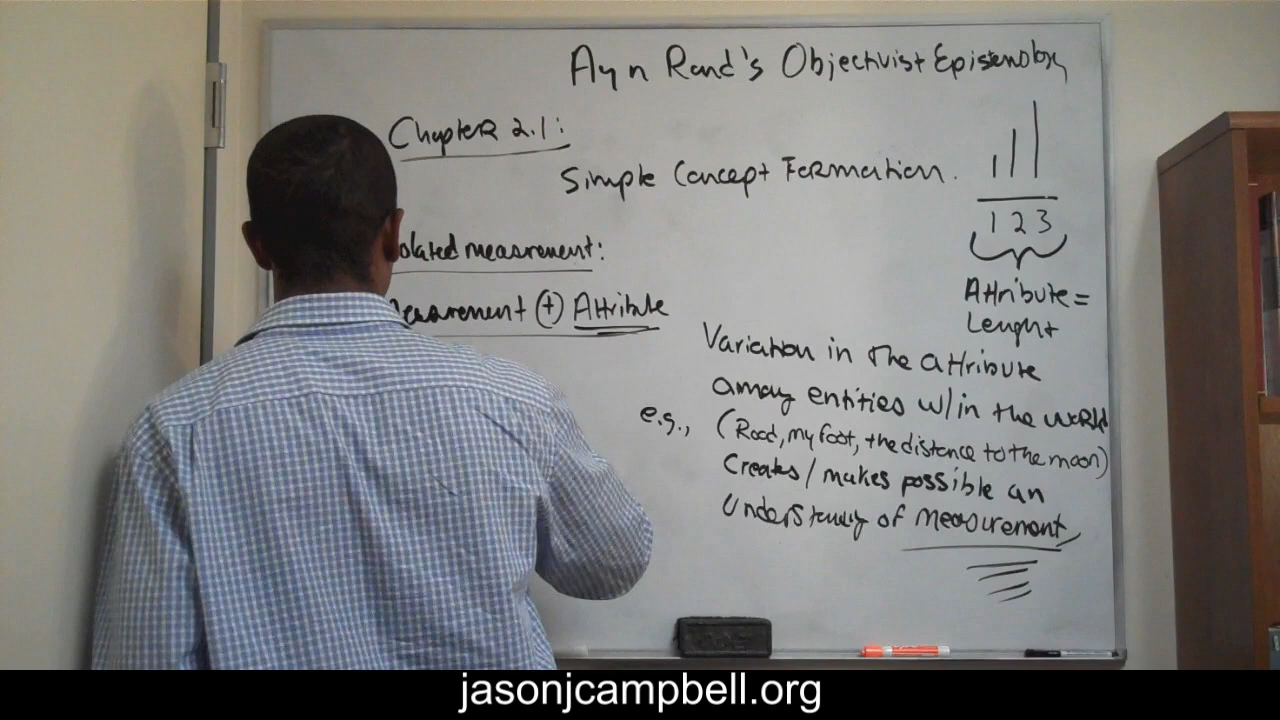 Ayn Rand's Objectvist Epistemology
Chapter 2.1:
Simple Concept Formation.
1 2 3
Attribute =
Lenght
olated measurement:
easurement + Attribute
Variation in the attribute
among entities w/in the world
e.g., (Road, my foot, the distance to the moon)
Creates/makes possible an
Understanding of measurement
jasonjcampbell.org